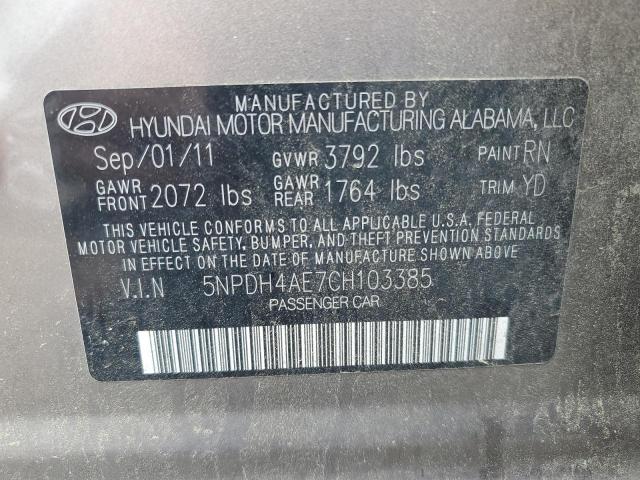 MANUFACTURED BY
HYUNDAI MOTOR MANUFACTURING ALABAMA, LLC
Sep/01/11 GVWR 3792 lbs PAINT RN
GAWR FRONT 2072 lbs GAWR REAR 1764 lbs TRIM YD
THIS VEHICLE CONFORMS TO ALL APPLICABLE U.S.A. FEDERAL
MOTOR VEHICLE SAFETY, BUMPER, AND THEFT PREVENTION
STANDARDS IN EFFECT ON THE DATE OF MANUFACTURE SHOWN ABOVE.
V.I.N 5NPDH4AE7CH103385
PASSENGER CAR